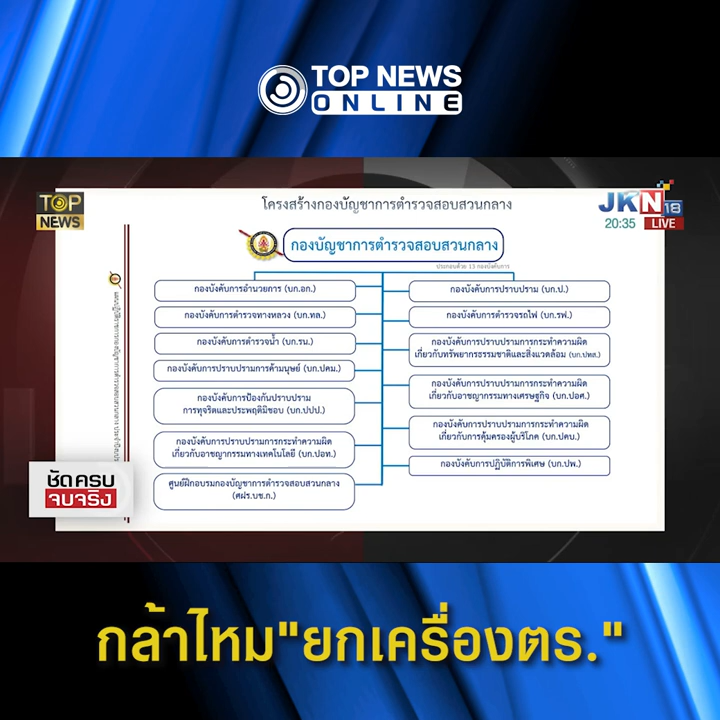 TOP NEWS
ONLINE
TOP
NEWS
JKN18
20:35 LIVE
โครงสร้างกองบัญชาการตำรวจสอบสวนกลาง
กองบัญชาการตำรวจสอบสวนกลาง
ประกอบด้วย 13 กองบังคับการ
กองบังคับการอำนวยการ (บก.อก.)
กองบังคับการตำรวจทางหลวง (บก.ทล.)
กองบังคับการตำรวจน้ำ (บก.รน.)
กองบังคับการปราบปรามการค้ามนุษย์ (บก.ปคม.)
กองบังคับการป้องกันปราบปราม
การทุจริตและประพฤติมิชอบ (บก.ปปป.)
กองบังคับการปราบปรามการกระทำความผิด
เกี่ยวกับอาชญากรรมทางเทคโนโลยี (บก.ปอท.)
ศูนย์ฝึกอบรมกองบัญชาการตำรวจสอบสวนกลาง
(ศฝร.บช.ก.)
กองบังคับการปราบปราม (บก.ป.)
กองบังคับการตำรวจรถไฟ (บก.รฟ.)
กองบังคับการปราบปรามการกระทำความผิด
เกี่ยวกับทรัพยากรธรรมชาติและสิ่งแวดล้อม (บก.ปทส.)
กองบังคับการปราบปรามการกระทำความผิด
เกี่ยวกับอาชญากรรมทางเศรษฐกิจ (บก.ปอศ.)
กองบังคับการปราบปรามการกระทำความผิด
เกี่ยวกับการคุ้มครองผู้บริโภค (บก.ปคบ.)
กองบังคับการปฏิบัติการพิเศษ (บก.ปพ.)
ชัดครบ
จบจริง
กล้าไหม"ยกเครื่องตร."